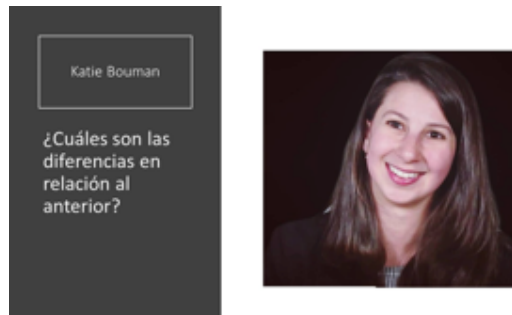 Katie Bouman
¿Cuáles son las
diferencias en
relación al
anterior?